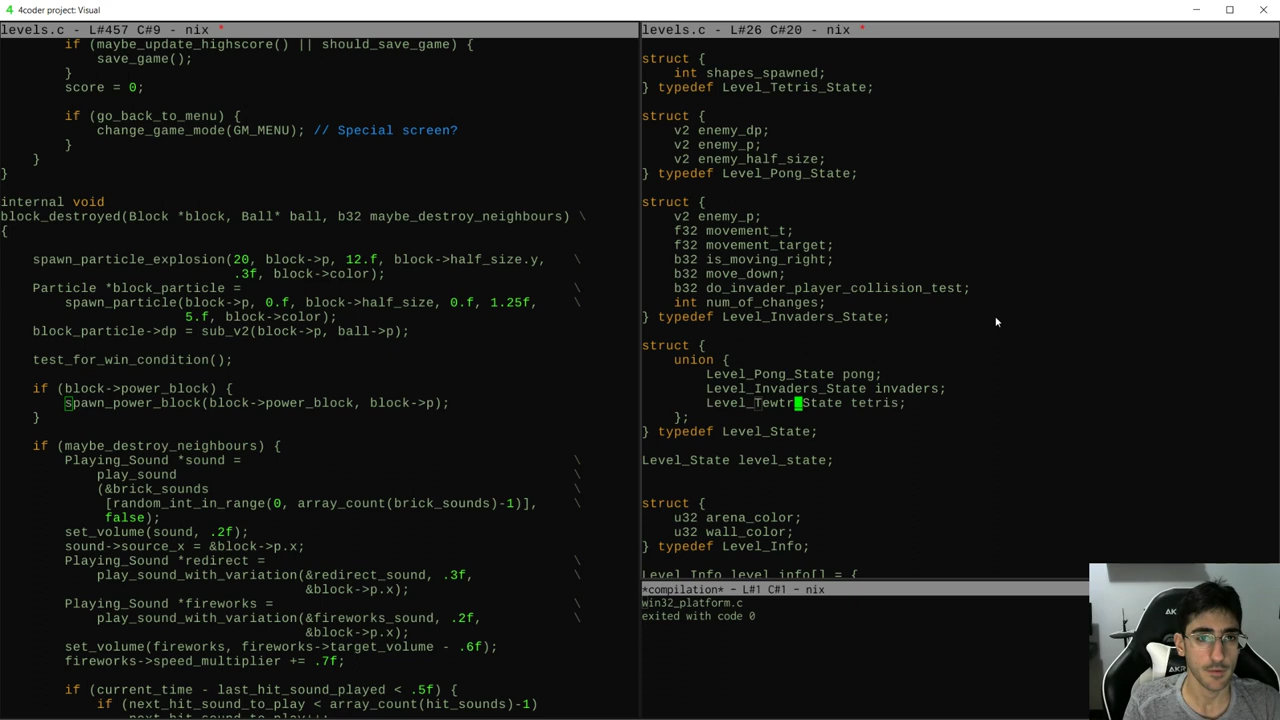 4coder project: Visual
levels.c - L#457 C#9 - nix *
if (maybe_update_highscore() || should_save_game) {
save_game();
}
score = 0;
if (go_back_to_menu) {
change_game_mode(GM_MENU); // Special screen?
}
}
}
internal void
block_destroyed(Block *block, Ball* ball, b32 maybe_destroy_neighbours) \
{
spawn_particle_explosion(20, block->p, 12.f, block->half_size.y, \
.3f, block->color);
Particle *block_particle =
spawn_particle(block->p, 0.f, block->half_size, 0.f, 1.25f, \
5.f, block->color);
block_particle->dp = sub_v2(block->p, ball->p);
test_for_win_condition();
if (block->power_block) {
spawn_power_block(block->power_block, block->p);
}
if (maybe_destroy_neighbours) {
Playing_Sound *sound = \
play_sound \
(&brick_sounds \
[random_int_in_range(0, array_count(brick_sounds)-1)], \
false);
set_volume(sound, .2f);
sound->source_x = &block->p.x;
Playing_Sound *redirect = \
play_sound_with_variation(&redirect_sound, .3f, \
&block->p.x);
Playing_Sound *fireworks = \
play_sound_with_variation(&fireworks_sound, .2f, \
&block->p.x);
set_volume(fireworks, fireworks->target_volume - .6f);
fireworks->speed_multiplier += .7f;
if (current_time - last_hit_sound_played < .5f) {
if (next_hit_sound_to_play < array_count(hit_sounds)-1)
next_hit_sound_to_play++;
levels.c - L#26 C#20 - nix *
struct {
int shapes_spawned;
} typedef Level_Tetris_State;
struct {
v2 enemy_dp;
v2 enemy_p;
v2 enemy_half_size;
} typedef Level_Pong_State;
struct {
v2 enemy_p;
f32 movement_t;
f32 movement_target;
b32 is_moving_right;
b32 move_down;
b32 do_invader_player_collision_test;
int num_of_changes;
} typedef Level_Invaders_State;
struct {
union {
Level_Pong_State pong;
Level_Invaders_State invaders;
Level_Tewtr_State tetris;
};
} typedef Level_State;
Level_State level_state;
struct {
u32 arena_color;
u32 wall_color;
} typedef Level_Info;
Level_Info level_info[] = {
*compilation* - L#1 C#1 - nix
win32_platform.c
exited with code 0